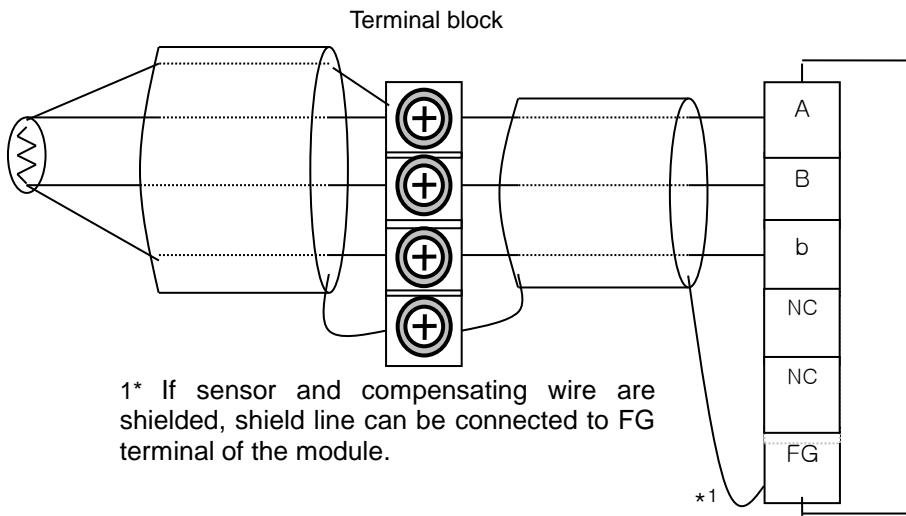 Terminal block
A
B
b
NC
NC
FG
1* If sensor and compensating wire are
shielded, shield line can be connected to FG
terminal of the module.
*1